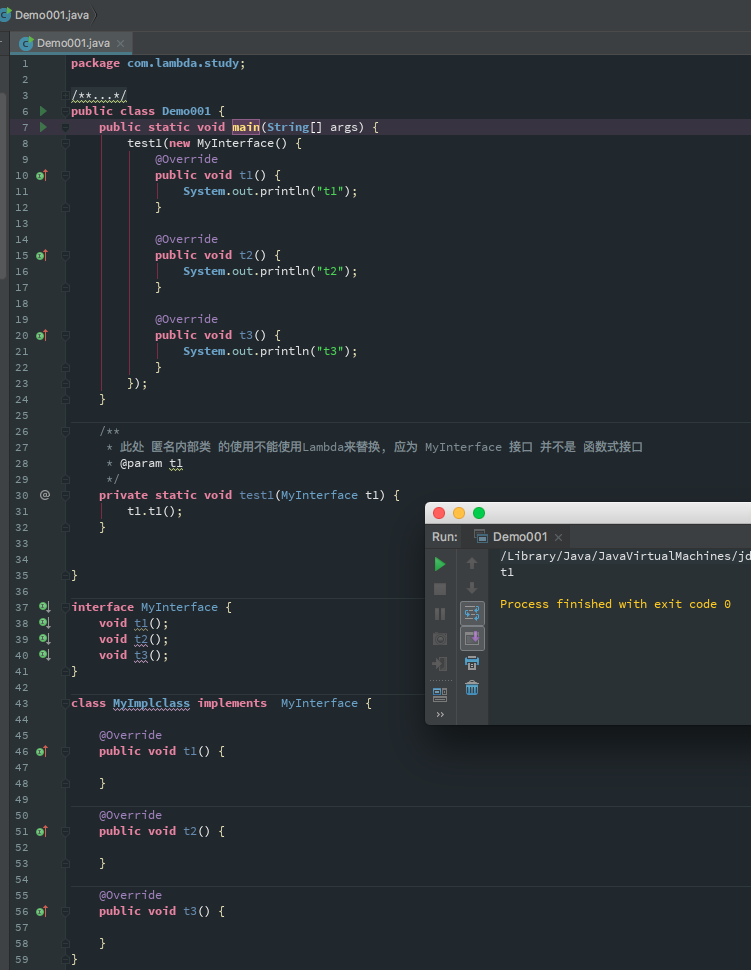 Demo001.java
Demo001.java
1 package com.lambda.study;
2
3 /**...*/
6 public class Demo001 {
7 public static void main(String[] args) {
8 test1(new MyInterface() {
9 @Override
10 public void t1() {
11 System.out.println("t1");
12 }
13
14 @Override
15 public void t2() {
16 System.out.println("t2");
17 }
18
19 @Override
20 public void t3() {
21 System.out.println("t3");
22 }
23 });
24 }
25
26 /**
27 * 此处 匿名内部类 的使用不能使用Lambda来替换, 应为 MyInterface 接口 并不是 函数式接口
28 * @param t1
29 */
30 private static void test1(MyInterface t1) {
31 t1.t1();
32 }
33
34
35 }
36
37 interface MyInterface {
38 void t1();
39 void t2();
40 void t3();
41 }
42
43 class MyImplclass implements MyInterface {
44
45 @Override
46 public void t1() {
47
48 }
49
50 @Override
51 public void t2() {
52
53 }
54
55 @Override
56 public void t3() {
57
58 }
59 }
Run: Demo001
/Library/Java/JavaVirtualMachines/jd
t1
Process finished with exit code 0